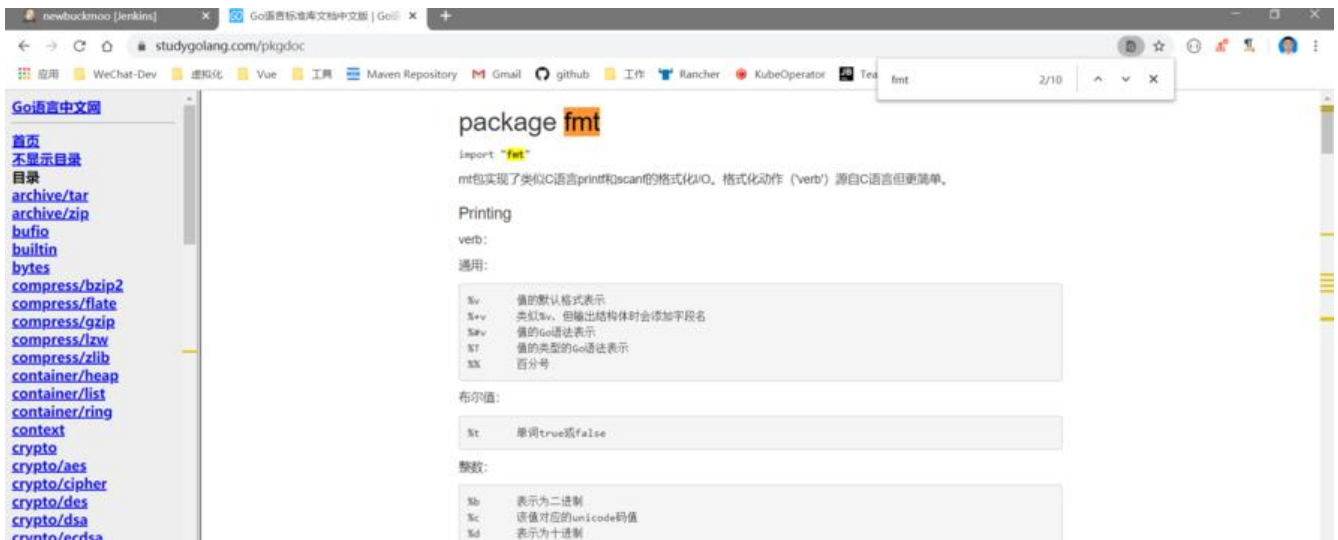 newbuckmoo [Jenkins]
Go语言标准库文档中文版 | Go语
studygolang.com/pkgdoc
应用 WeChat-Dev 虚拟化 Vue 工具 Maven Repository Gmail github 工作 Rancher KubeOperator Tea
fmt 2/10
Go语言中文网
首页
不显示目录
目录
archive/tar
archive/zip
bufio
builtin
bytes
compress/bzip2
compress/flate
compress/gzip
compress/lzw
compress/zlib
container/heap
container/list
container/ring
context
crypto
crypto/aes
crypto/cipher
crypto/des
crypto/dsa
crypto/ecdsa
package fmt
import "fmt"
mt包实现了类似C语言printf和scanf的格式化I/O。格式化动作（'verb'）源自C语言但更简单。
Printing
verb：
通用：
%v 值的默认格式表示
%+v 类似%v，但输出结构体时会添加字段名
%#v 值的Go语法表示
%T 值的类型的Go语法表示
%% 百分号
布尔值：
%t 单词true或false
整数：
%b 表示为二进制
%c 该值对应的unicode码值
%d 表示为十进制